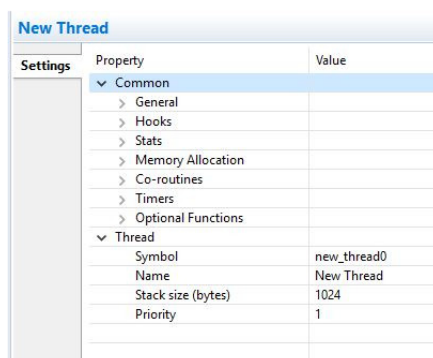 New Thread
Settings
Property Value
Common
General
Hooks
Stats
Memory Allocation
Co-routines
Timers
Optional Functions
Thread
Symbol new_thread0
Name New Thread
Stack size (bytes) 1024
Priority 1